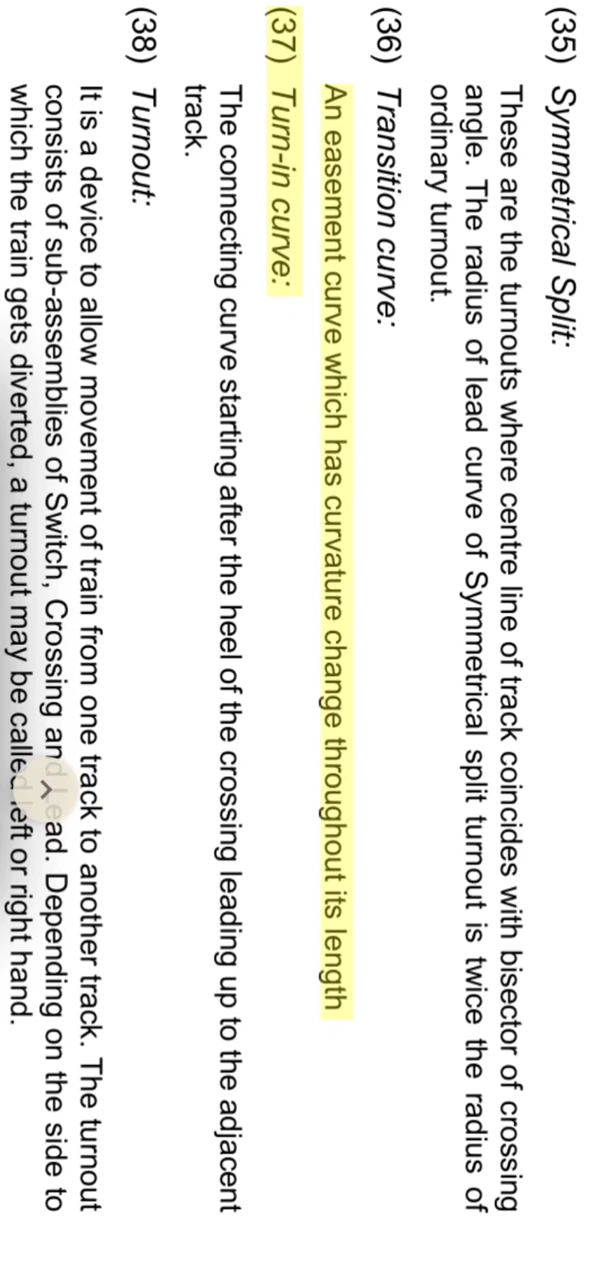 (35) Symmetrical Split:
These are the turnouts where centre line of track coincides with bisector of crossing
angle. The radius of lead curve of Symmetrical split turnout is twice the radius of
ordinary turnout.
(36) Transition curve:
An easement curve which has curvature change throughout its length
(37) Turn-in curve:
The connecting curve starting after the heel of the crossing leading up to the adjacent
track.
(38) Turnout:
It is a device to allow movement of train from one track to another track. The turnout
consists of sub-assemblies of Switch, Crossing and Lead. Depending on the side to
which the train gets diverted, a turnout may be called left or right hand.